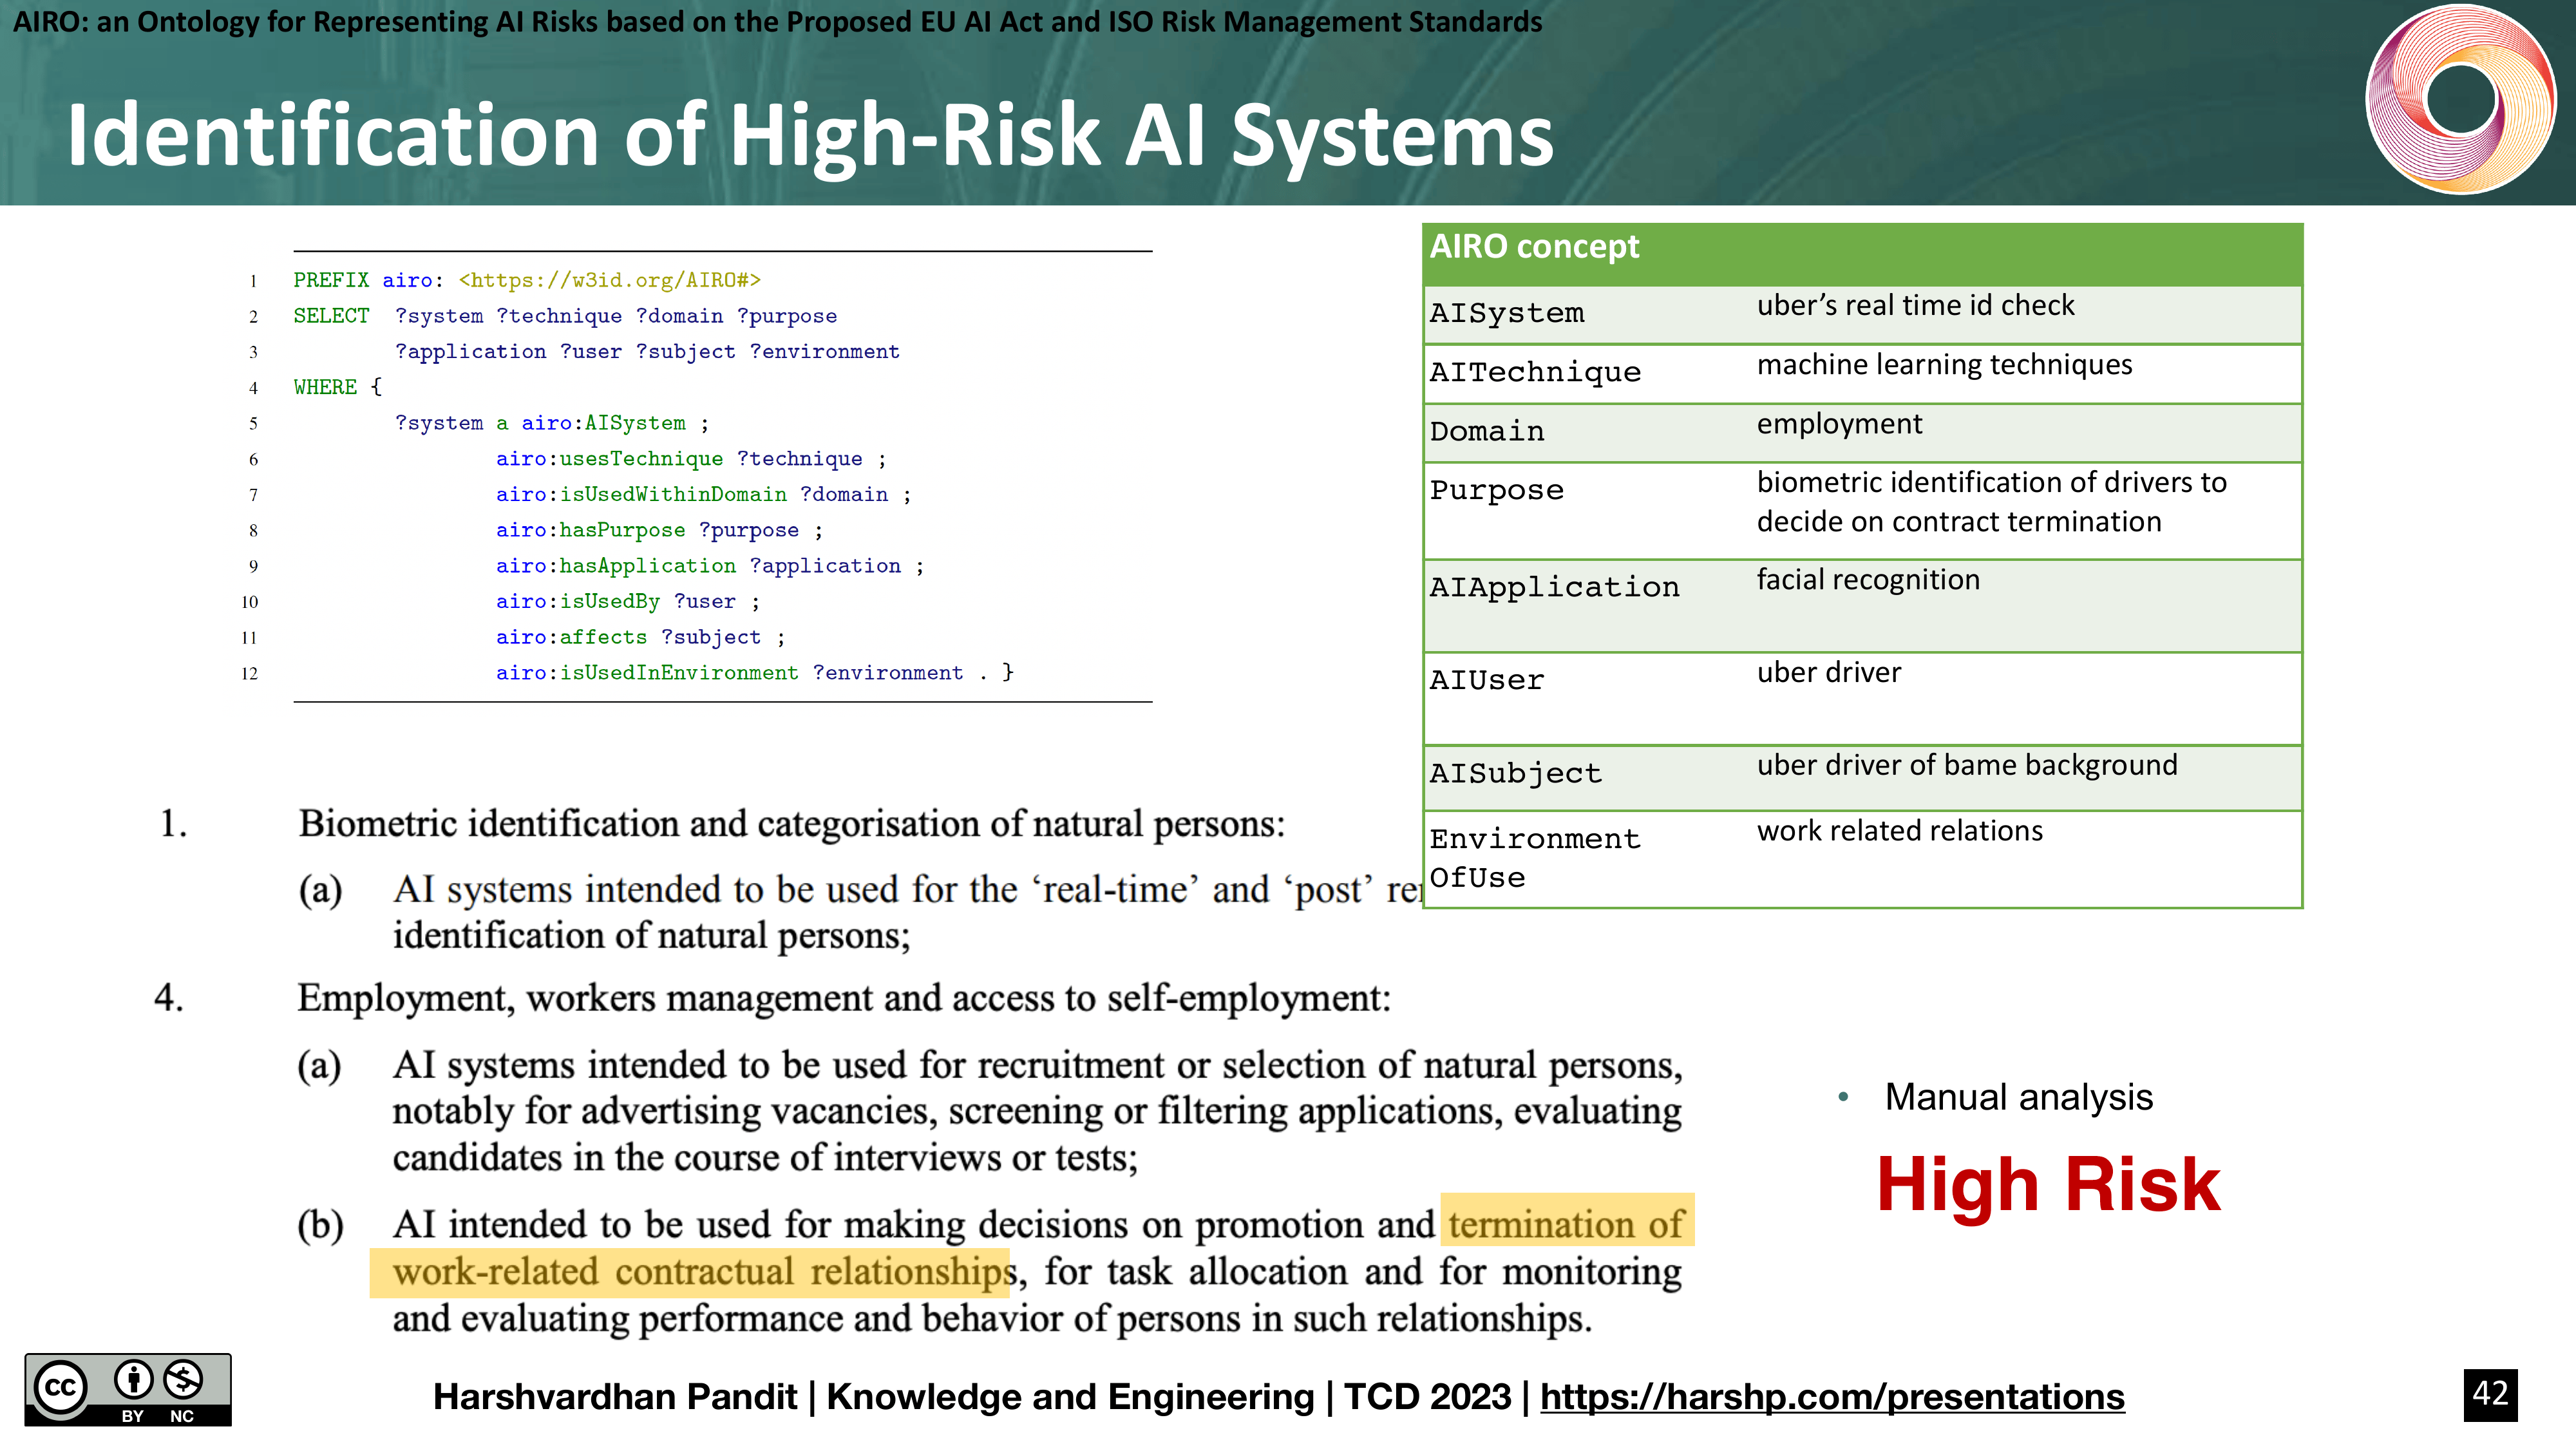 AIRO: an Ontology for Representing AI Risks based on the Proposed EU AI Act and ISO Risk Management Standards
Identification of High-Risk AI Systems
1 PREFIX airo: <https://w3id.org/AIRO#>
2 SELECT ?system ?technique ?domain ?purpose
3 ?application ?user ?subject ?environment
4 WHERE {
5 ?system a airo:AISystem ;
6 airo:usesTechnique ?technique ;
7 airo:isUsedWithinDomain ?domain ;
8 airo:hasPurpose ?purpose ;
9 airo:hasApplication ?application ;
10 airo:isUsedBy ?user ;
11 airo:affects ?subject ;
12 airo:isUsedInEnvironment ?environment . }
AIRO concept
AISystem uber’s real time id check
AITechnique machine learning techniques
Domain employment
Purpose biometric identification of drivers to
decide on contract termination
AIApplication facial recognition
AIUser uber driver
AISubject uber driver of bame background
Environment work related relations
OfUse
1. Biometric identification and categorisation of natural persons:
(a) AI systems intended to be used for the ‘real-time’ and ‘post’
identification of natural persons;
4. Employment, workers management and access to self-employment:
(a) AI systems intended to be used for recruitment or selection of natural persons,
notably for advertising vacancies, screening or filtering applications, evaluating
candidates in the course of interviews or tests;
(b) AI intended to be used for making decisions on promotion and termination of
work-related contractual relationships, for task allocation and for monitoring
and evaluating performance and behavior of persons in such relationships.
• Manual analysis
High Risk
CC BY NC
Harshvardhan Pandit | Knowledge and Engineering | TCD 2023 | https://harshp.com/presentations
42